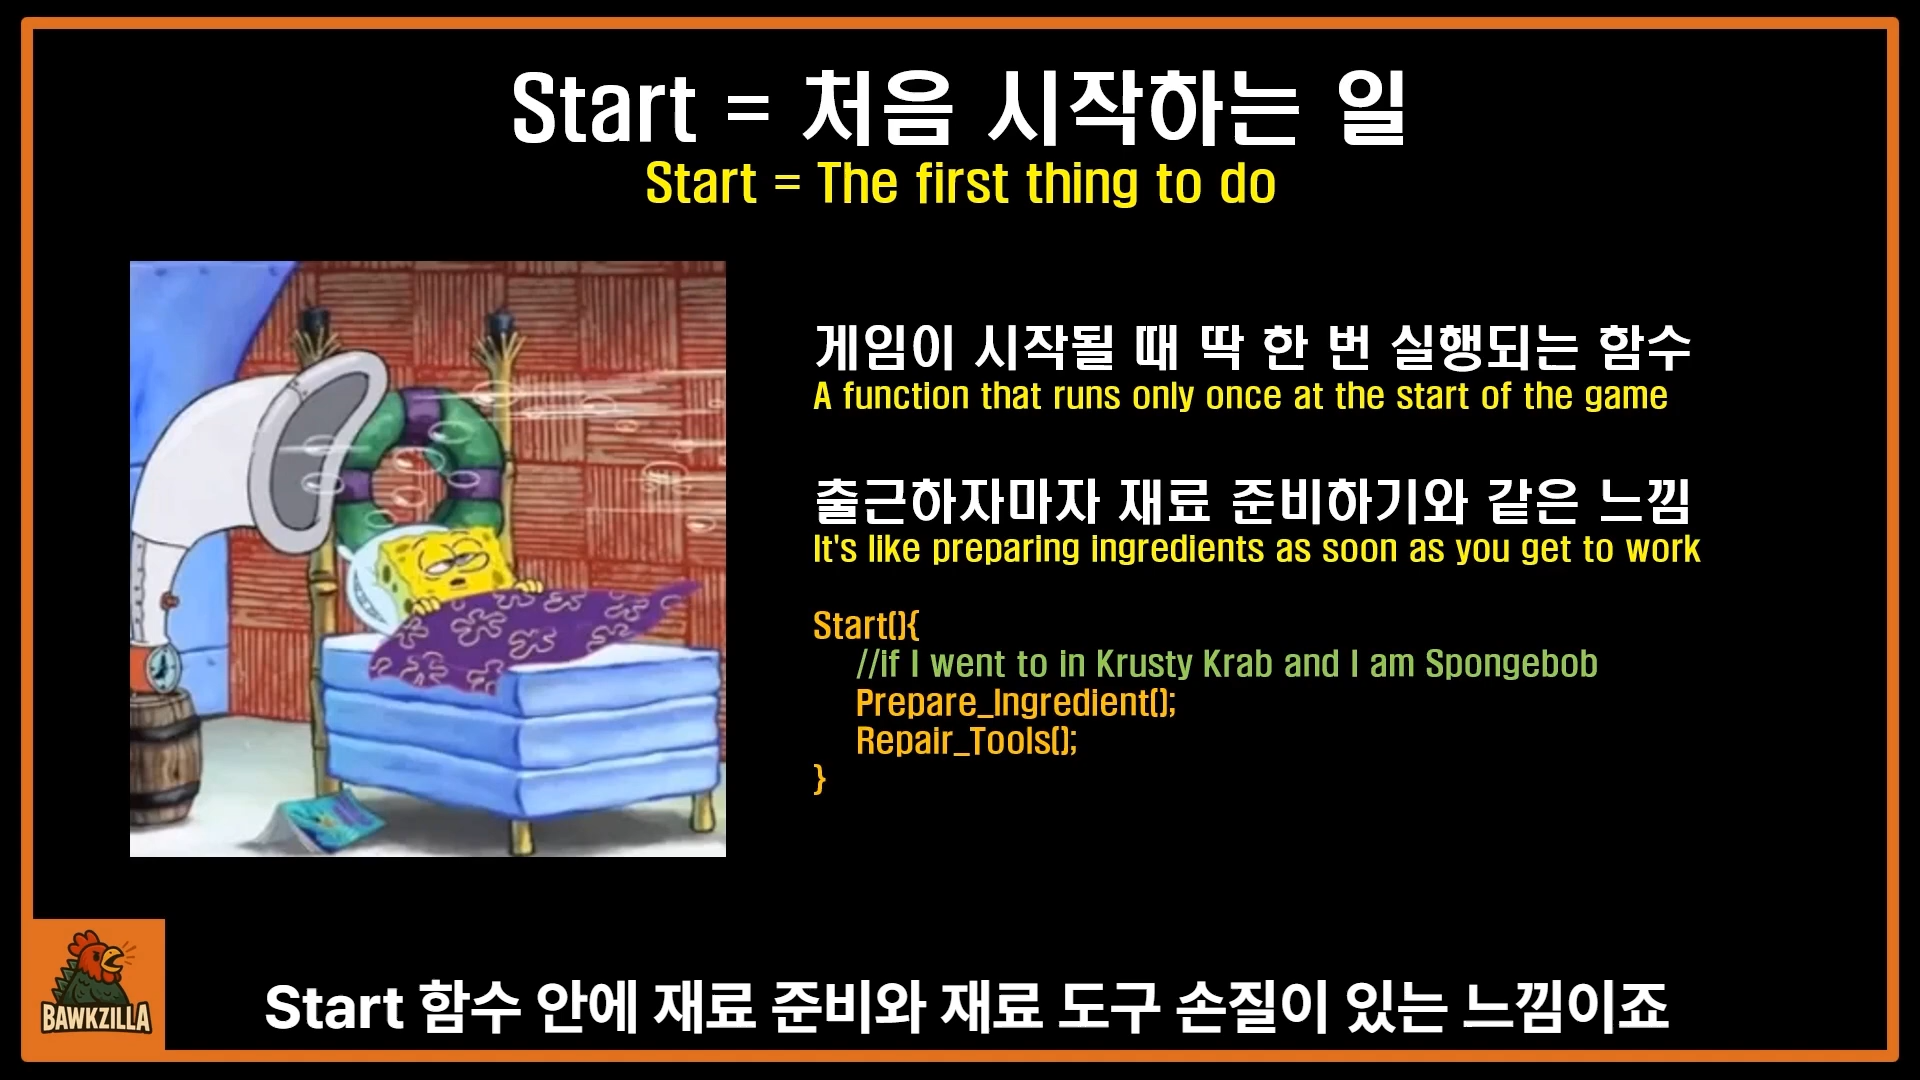 Start = 처음 시작하는 일
Start = The first thing to do
게임이 시작될 때 딱 한 번 실행되는 함수
A function that runs only once at the start of the game
출근하자마자 재료 준비하기와 같은 느낌
It's like preparing ingredients as soon as you get to work
Start(){
//if I went to in Krusty Krab and I am Spongebob
Prepare_Ingredient();
Repair_Tools();
}
BAWKZILLA
Start 함수 안에 재료 준비와 재료 도구 손질이 있는 느낌이죠